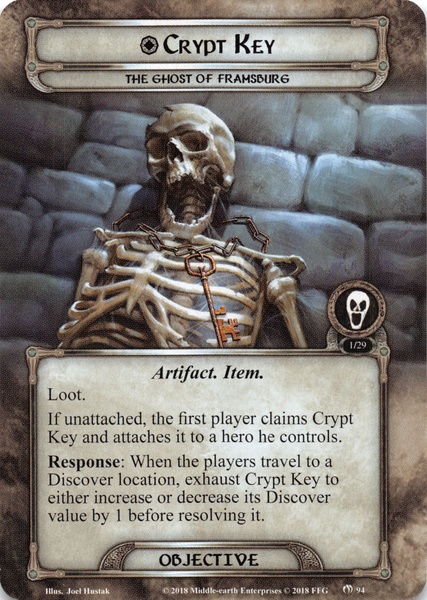 Crypt Key
The Ghost of Framsburg
1/29
Artifact. Item.
Loot.
If unattached, the first player claims Crypt
Key and attaches it to a hero he controls.
Response: When the players travel to a
Discover location, exhaust Crypt Key to
either increase or decrease its Discover
value by 1 before resolving it.
Objective
Illus. Joel Hustak
© 2018 Middle-earth Enterprises © 2018 FFG
94